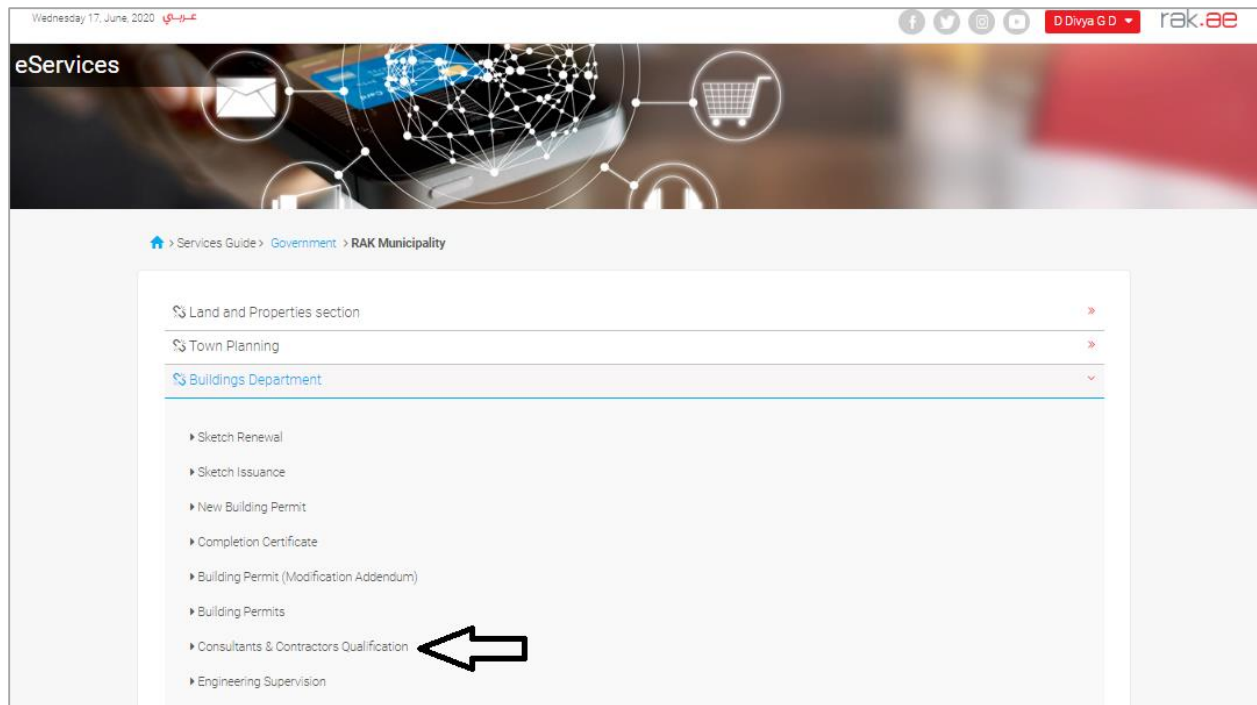 Wednesday 17, June, 2020 عـربــي
D Divya G D
rak.ae
eServices
> Services Guide > Government > RAK Municipality
Land and Properties section
Town Planning
Buildings Department
Sketch Renewal
Sketch Issuance
New Building Permit
Completion Certificate
Building Permit (Modification Addendum)
Building Permits
Consultants & Contractors Qualification
Engineering Supervision